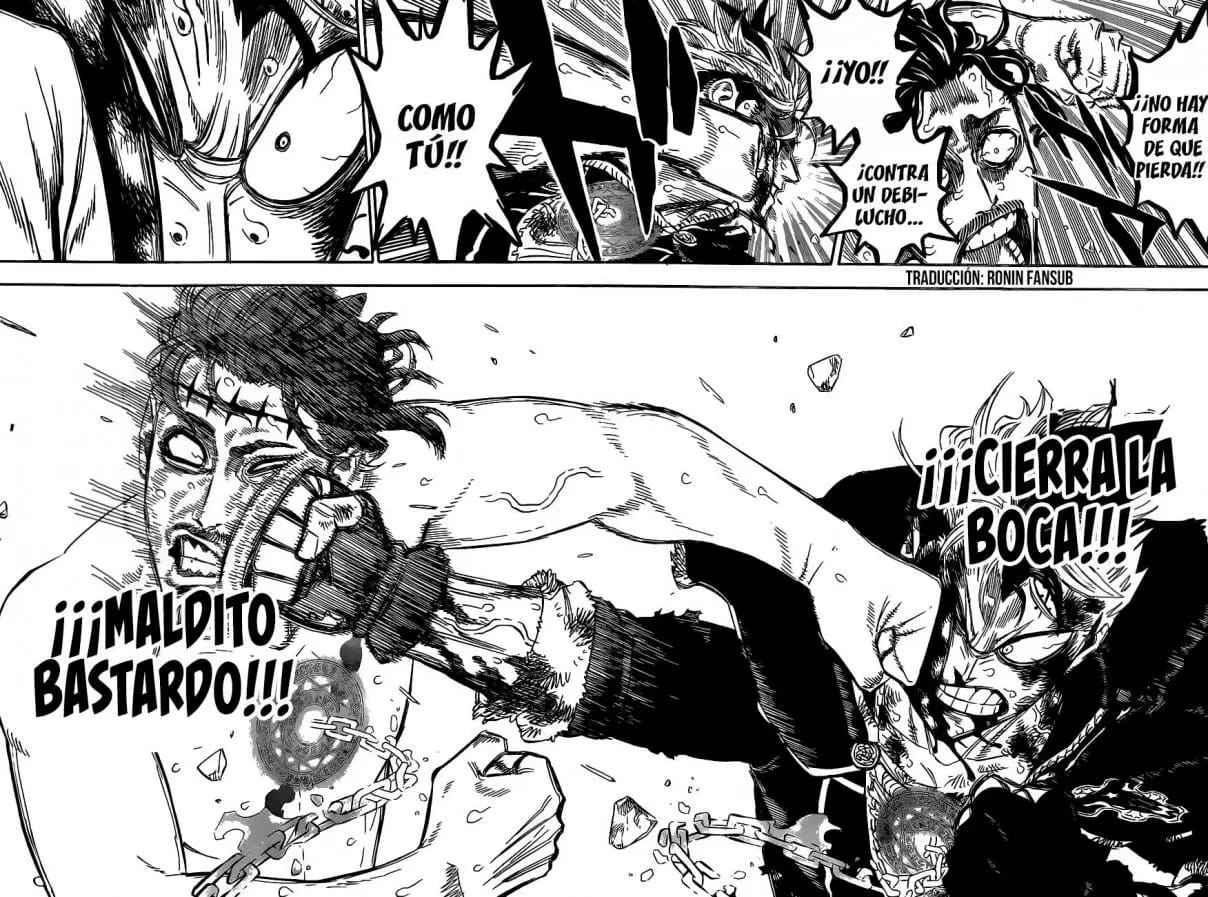 ¡¡NO HAY
FORMA
DE QUE
PIERDA!!
¡¡YO!!
¡CONTRA
UN DEBI-
LUCHO...
COMO
TÚ!!
TRADUCCIÓN: RONIN FANSUB
¡¡¡CIERRA LA
BOCA!!!
¡¡¡MALDITO
BASTARDO!!!